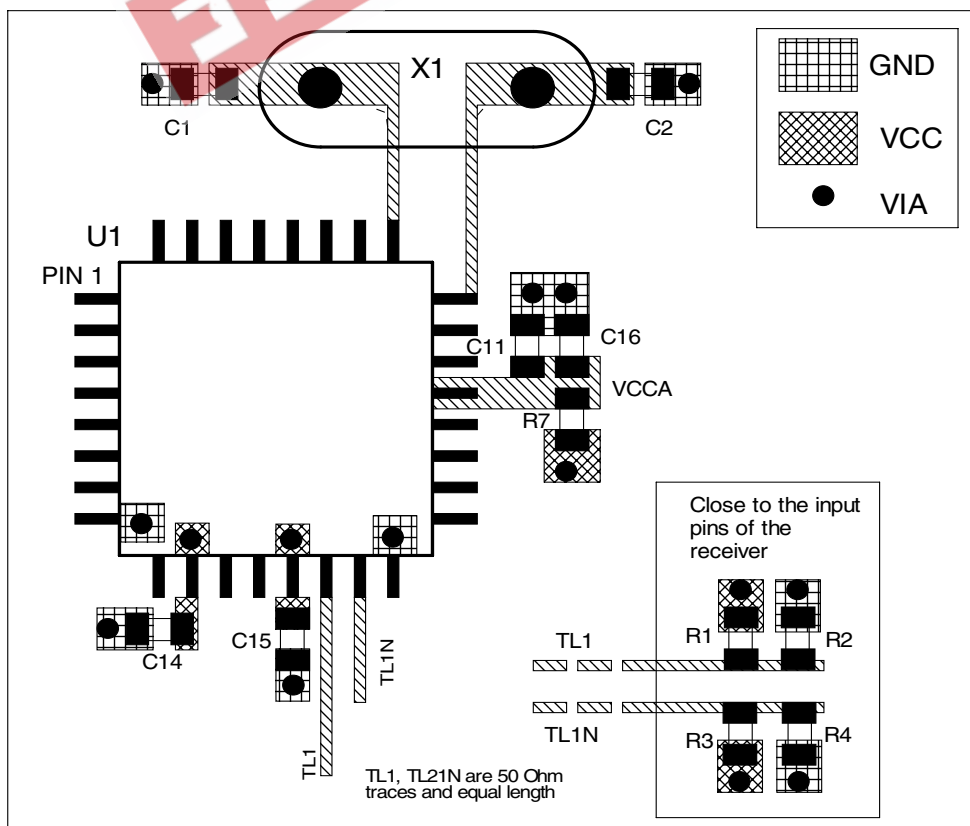 X1
GND
C1
C2
VCC
VIA
U1
PIN 1
C11
C16
VCCA
R7
Close to the input
pins of the
receiver
R1
R2
TL1
C15
C14
TL1N
TL1N
R3
R4
TL1
TL1, TL21N are 50 Ohm
traces and equal length